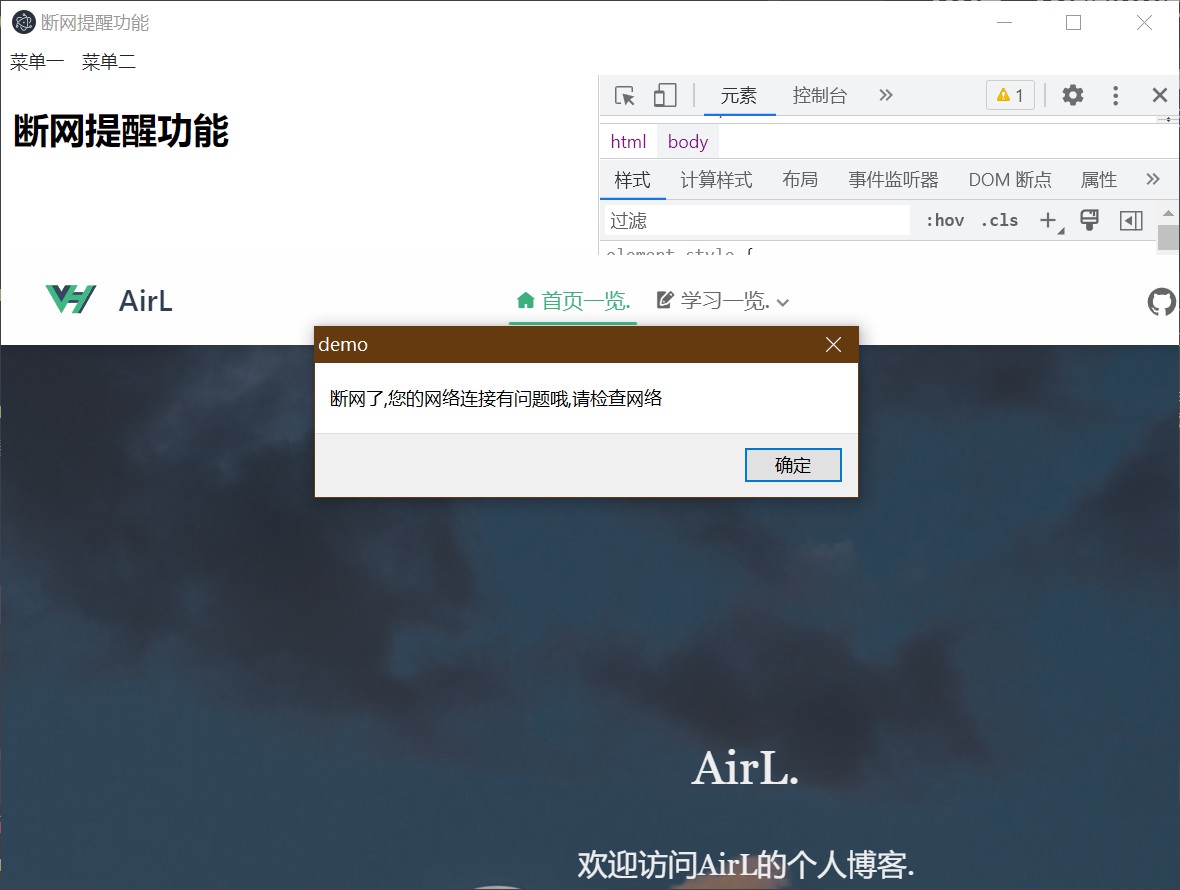 断网提醒功能
菜单一 菜单二
断网提醒功能
元素 控制台 1
html body
样式 计算样式 布局 事件监听器 DOM 断点 属性
过滤 :hov .cls
element.style {
AirL 首页一览. 学习一览.
demo
断网了,您的网络连接有问题哦,请检查网络
确定
AirL.
欢迎访问AirL的个人博客.